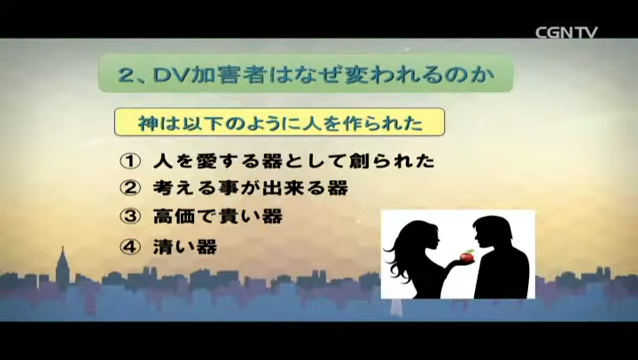 CGNTV
2、DV加害者はなぜ変われるのか
神は以下のように人を作られた
① 人を愛する器として創られた
② 考える事が出来る器
③ 高価で貴い器
④ 清い器